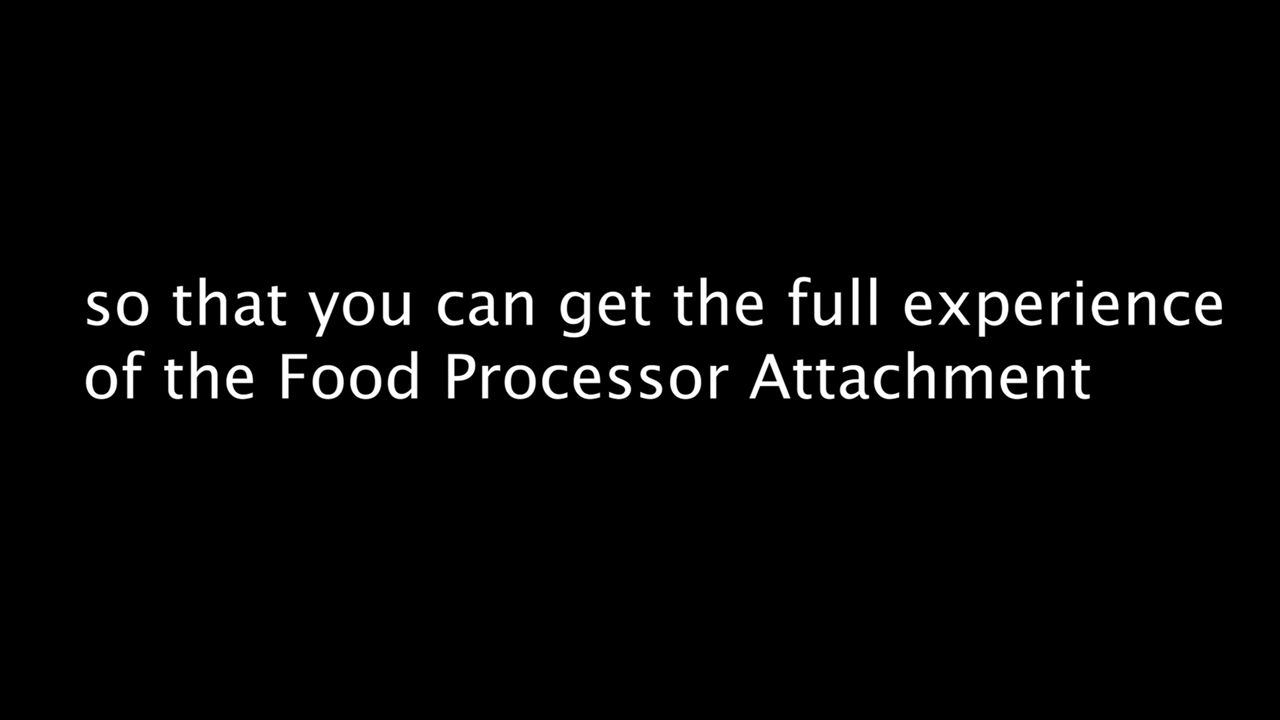 so that you can get the full experience
of the Food Processor Attachment